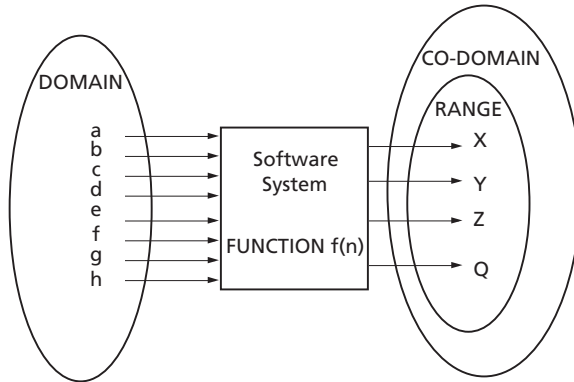 DOMAIN
a
b
c
d
e
f
g
h
Software
System
FUNCTION f(n)
CO-DOMAIN
RANGE
X
Y
Z
Q